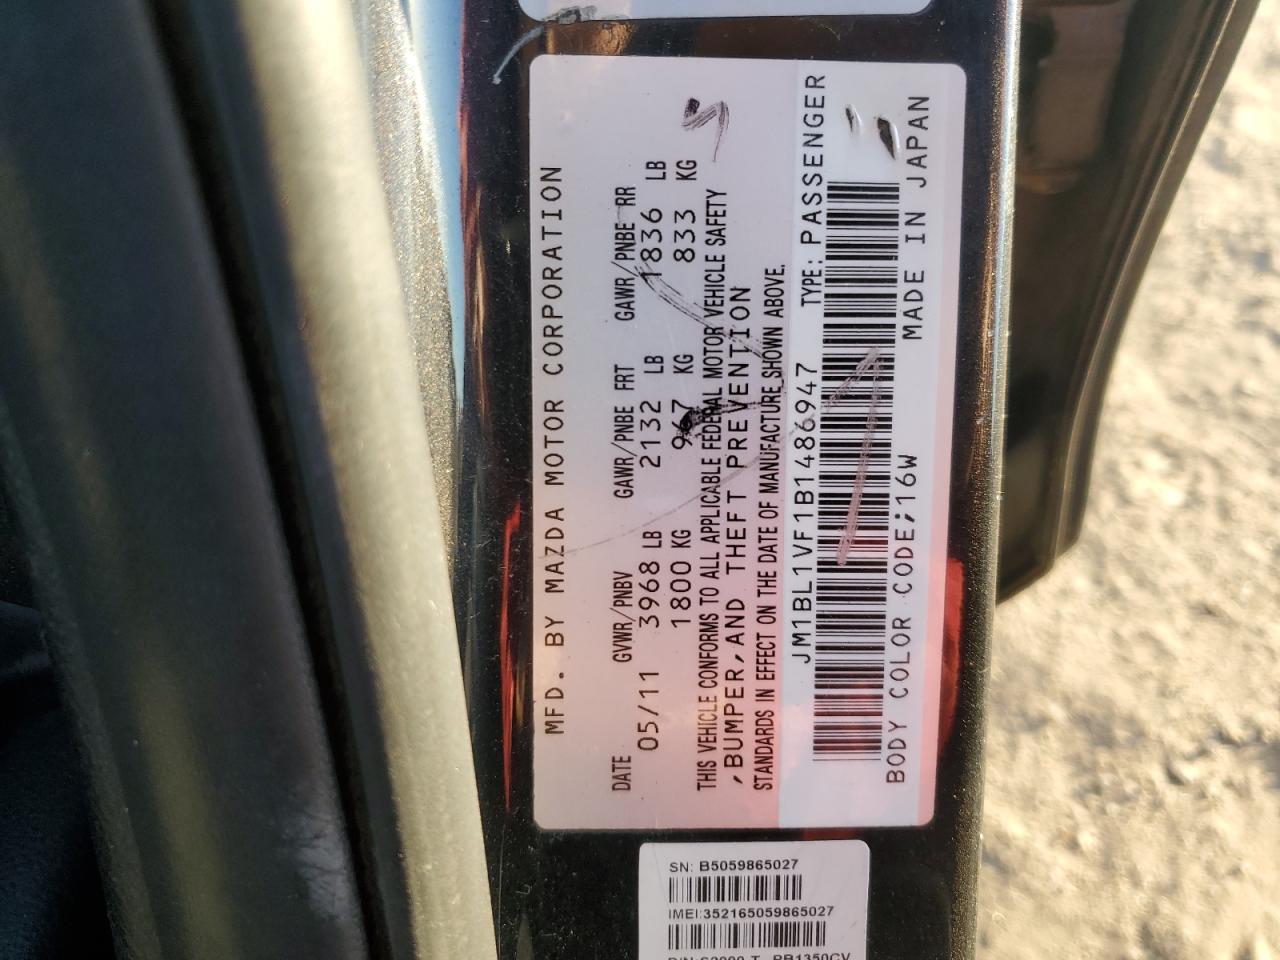 MFD. BY MAZDA MOTOR CORPORATION
DATE GVWR/PNBV GAWR/PNBE FRT GAWR/PNBE RR
05/11 3968 LB 2132 LB 1836 LB
1800 KG 967 KG 833 KG
THIS VEHICLE CONFORMS TO ALL APPLICABLE FEDERAL MOTOR VEHICLE SAFETY
,BUMPER,AND THEFT PREVENTION
STANDARDS IN EFFECT ON THE DATE OF MANUFACTURE SHOWN ABOVE.
JM1BL1VF1B1486947 TYPE: PASSENGER
BODY COLOR CODE;16W MADE IN JAPAN
SN: B5059865027
IMEI:352165059865027